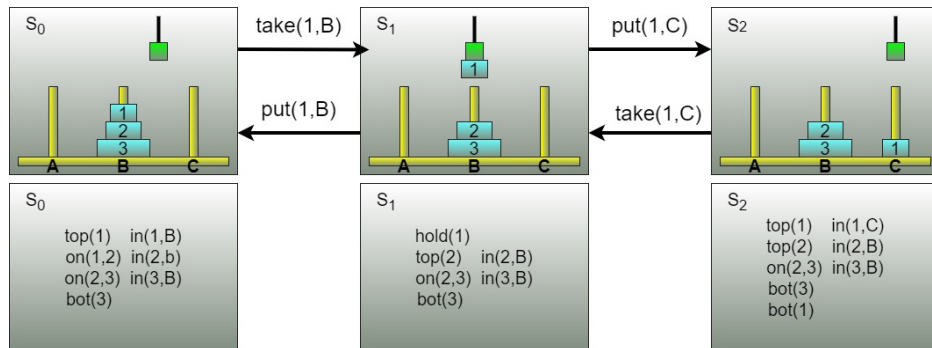 S0
take(1,B)
put(1,B)
1
2
3
A B C
S1
put(1,C)
take(1,C)
1
2
3
A B C
S2
2
3 1
A B C
S0
top(1) in(1,B)
on(1,2) in(2,b)
on(2,3) in(3,B)
bot(3)
S1
hold(1)
top(2) in(2,B)
on(2,3) in(3,B)
S2
top(1) in(1,C)
top(2) in(2,B)
on(2,3) in(3,B)
bot(3)
bot(1)